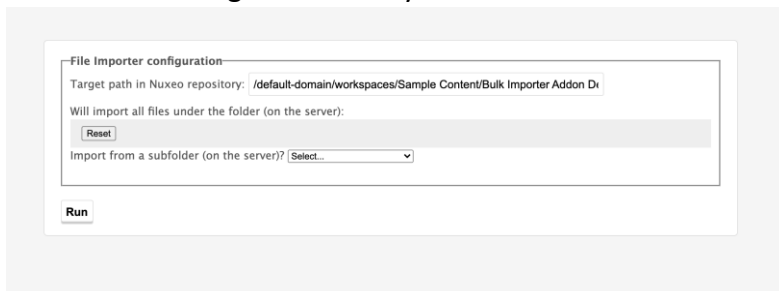 File Importer configuration
Target path in Nuxeo repository: /default-domain/workspaces/Sample Content/Bulk Importer Addon
Will import all files under the folder (on the server):
Reset
Import from a subfolder (on the server)? Select...
Run